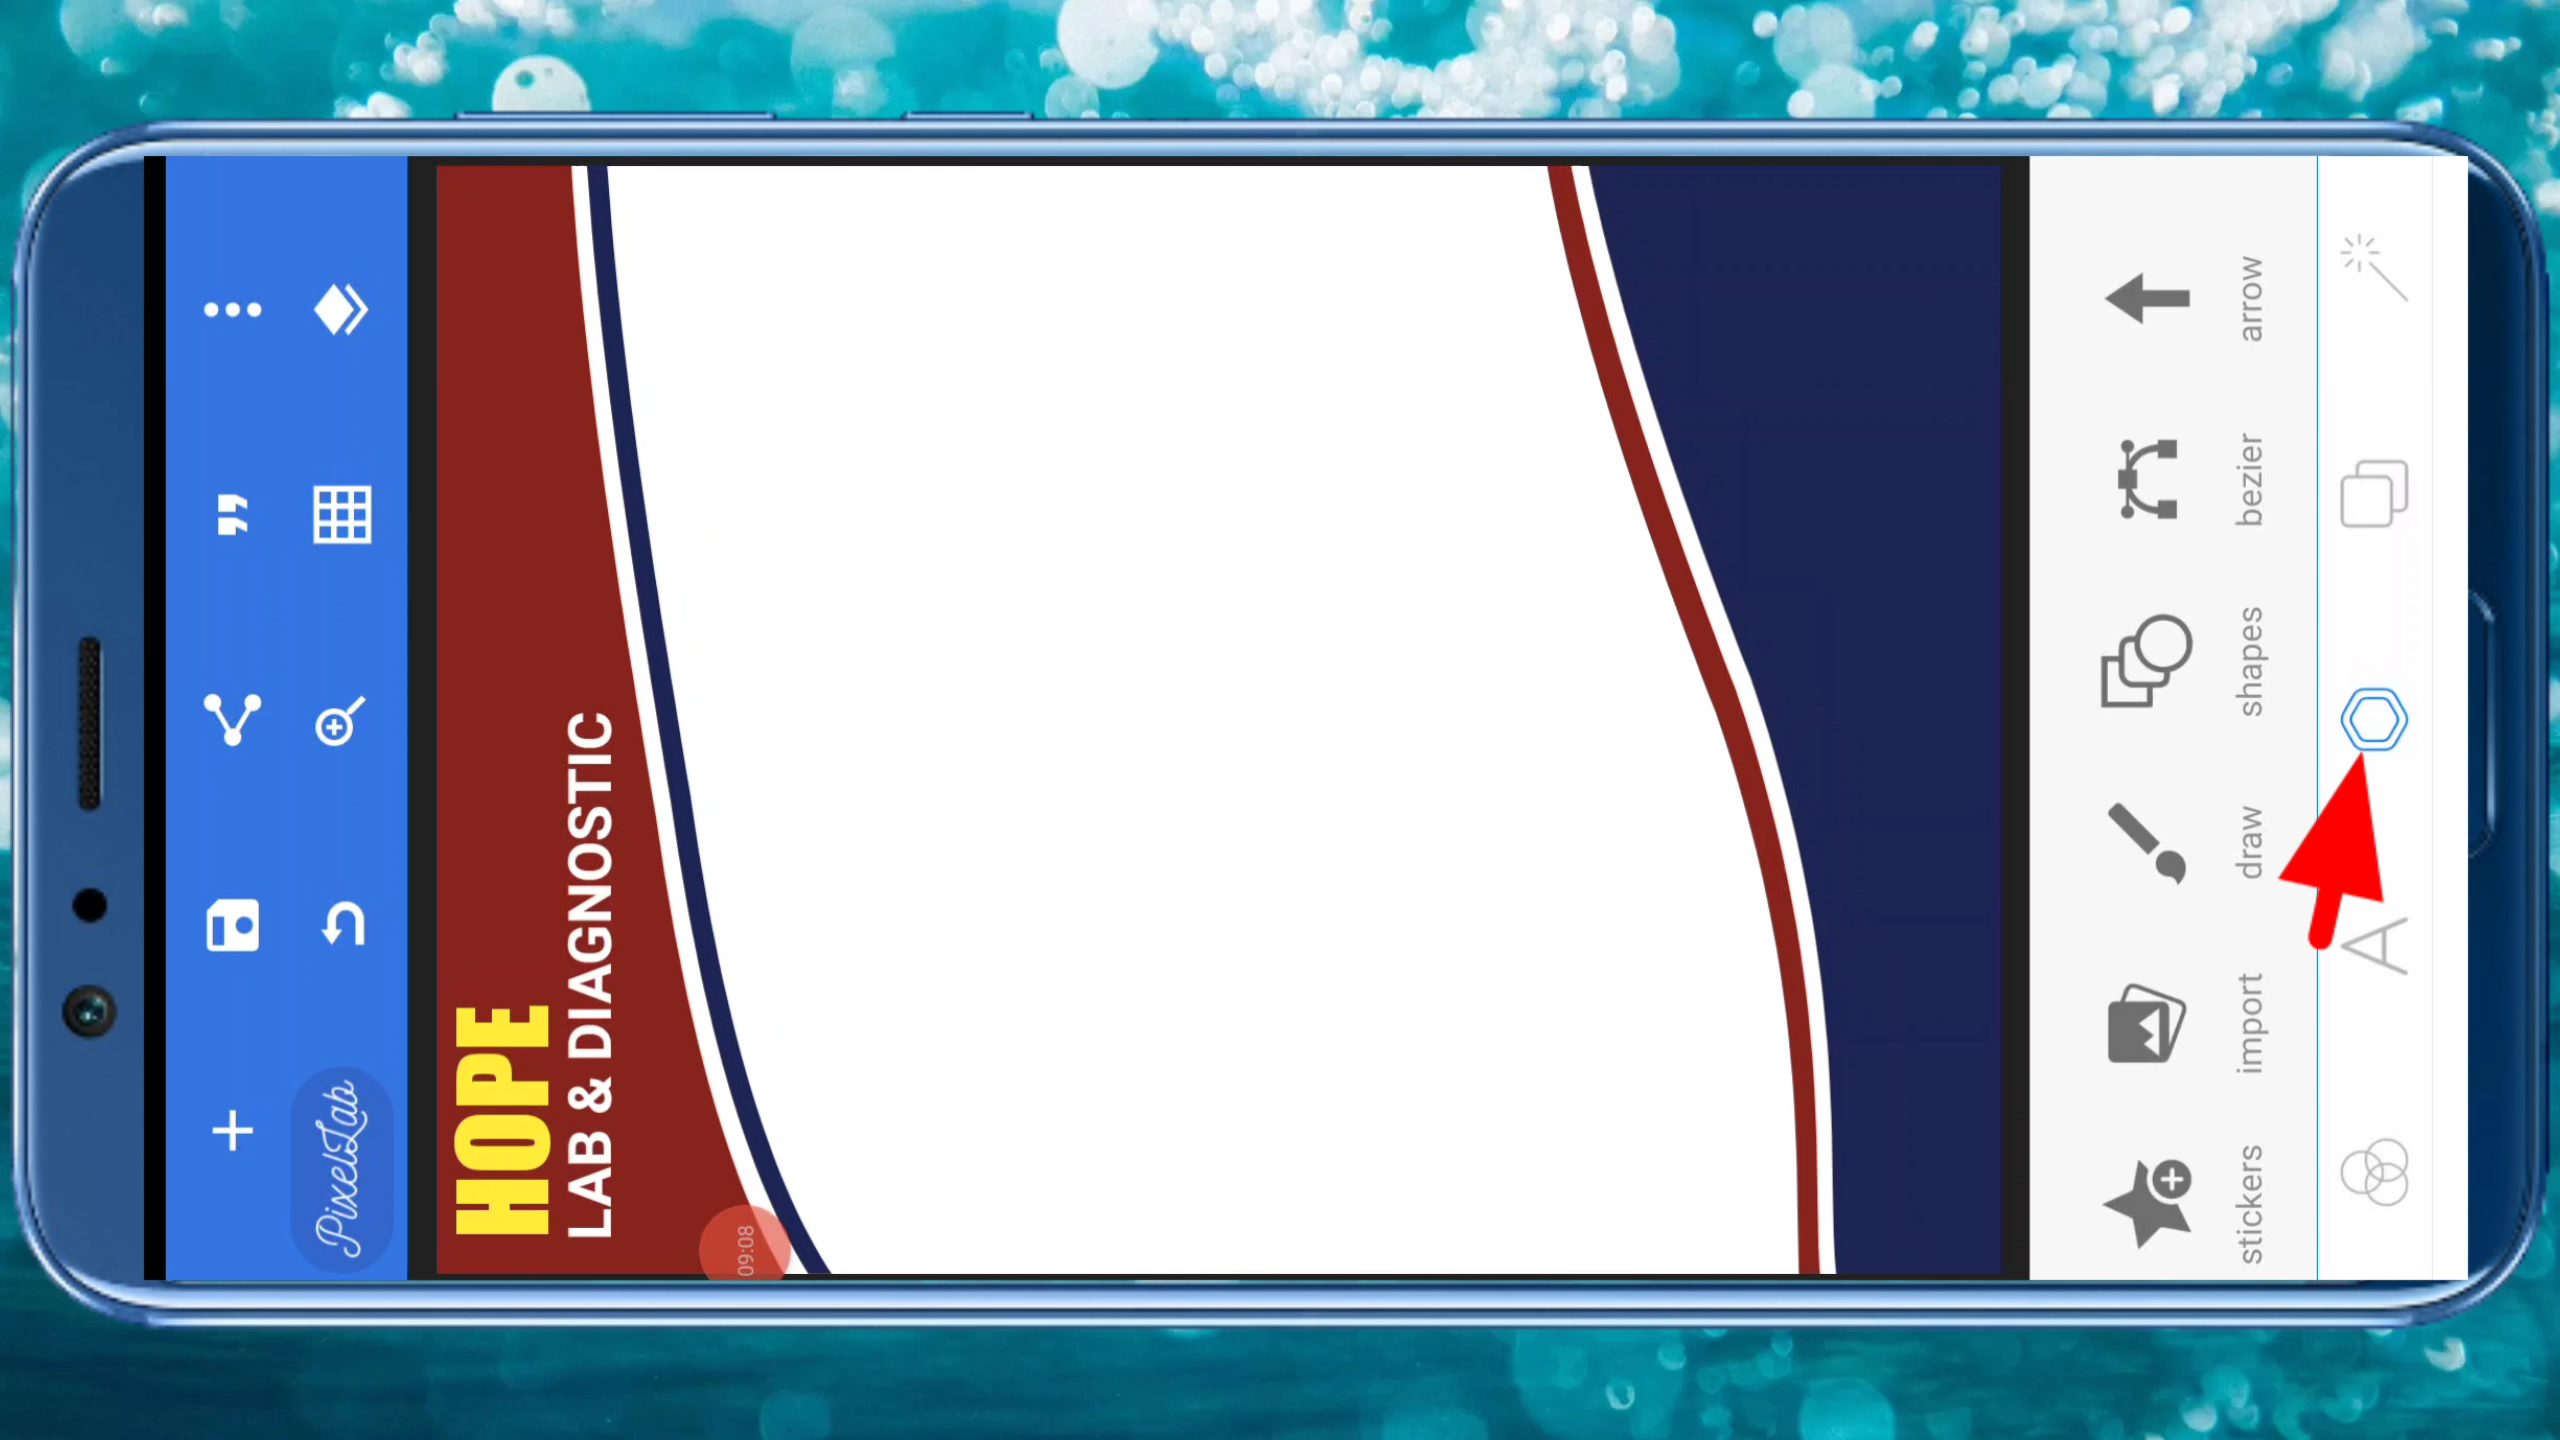 PixelLab
HOPE
LAB & DIAGNOSTIC
09:08
stickers
import
draw
shapes
bezier
arrow
A